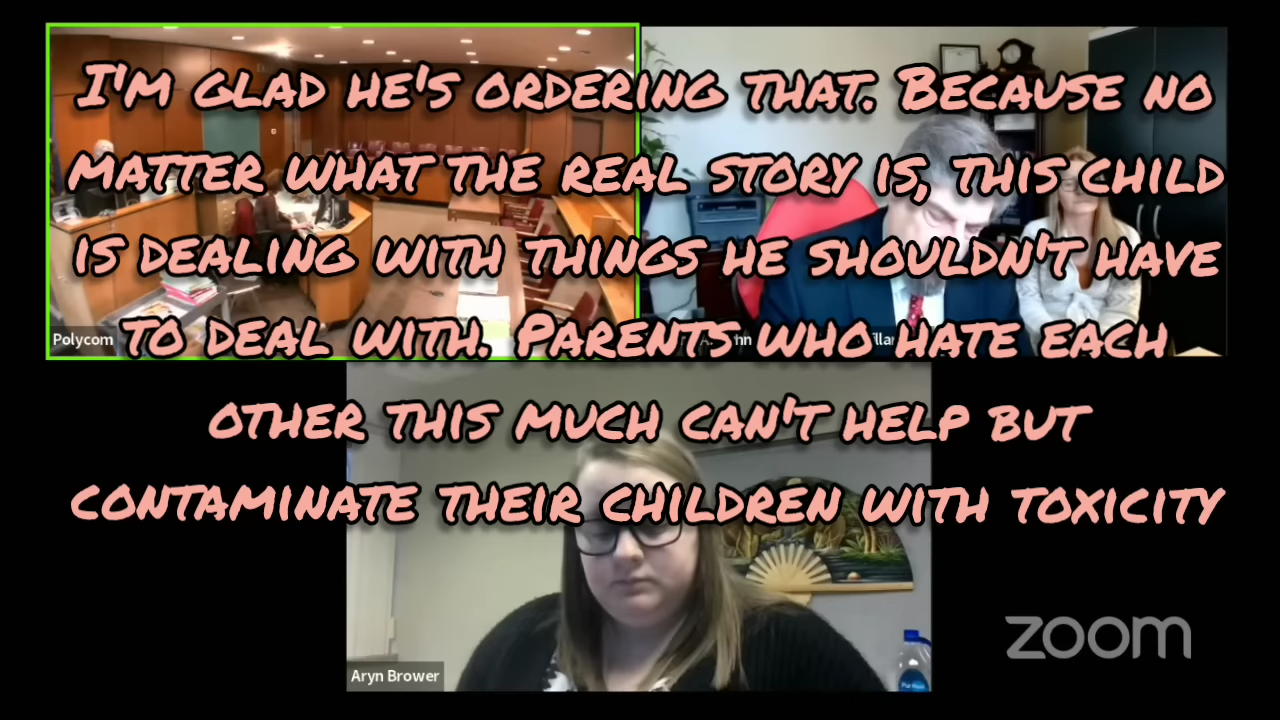 I'M GLAD HE'S ORDERING THAT. BECAUSE NO
MATTER WHAT THE REAL STORY IS, THIS CHILD
IS DEALING WITH THINGS HE SHOULDN'T HAVE
TO DEAL WITH. PARENTS WHO HATE EACH
OTHER THIS MUCH CAN'T HELP BUT
CONTAMINATE THEIR CHILDREN WITH TOXICITY
Polycom
Aryn Brower
zoom